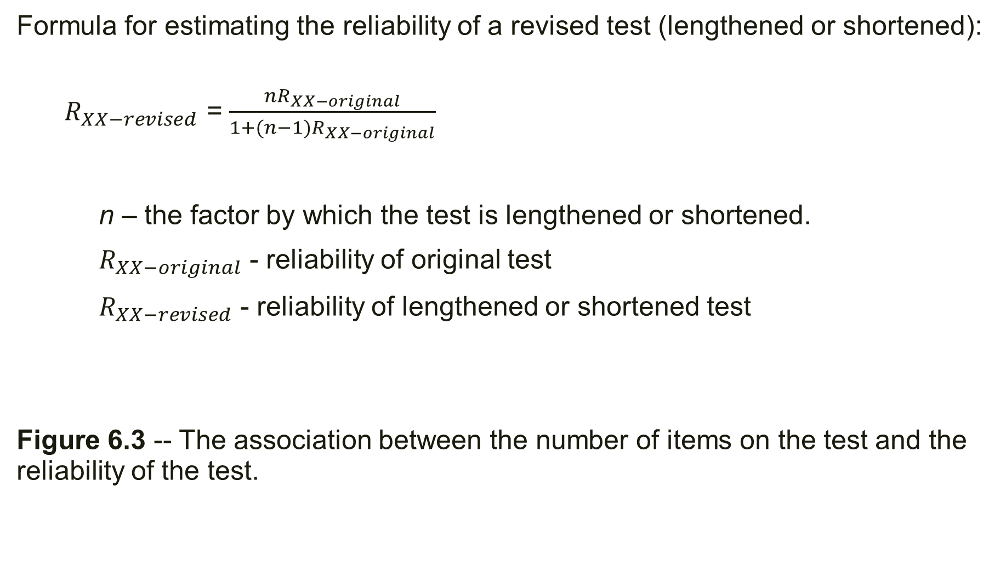 Formula for estimating the reliability of a revised test (lengthened or shortened):
R_{XX−revised} = \frac{nR_{XX−original}}{1+(n−1)R_{XX−original}}
n – the factor by which the test is lengthened or shortened.
R_{XX−original} - reliability of original test
R_{XX−revised} - reliability of lengthened or shortened test
Figure 6.3 -- The association between the number of items on the test and the
reliability of the test.